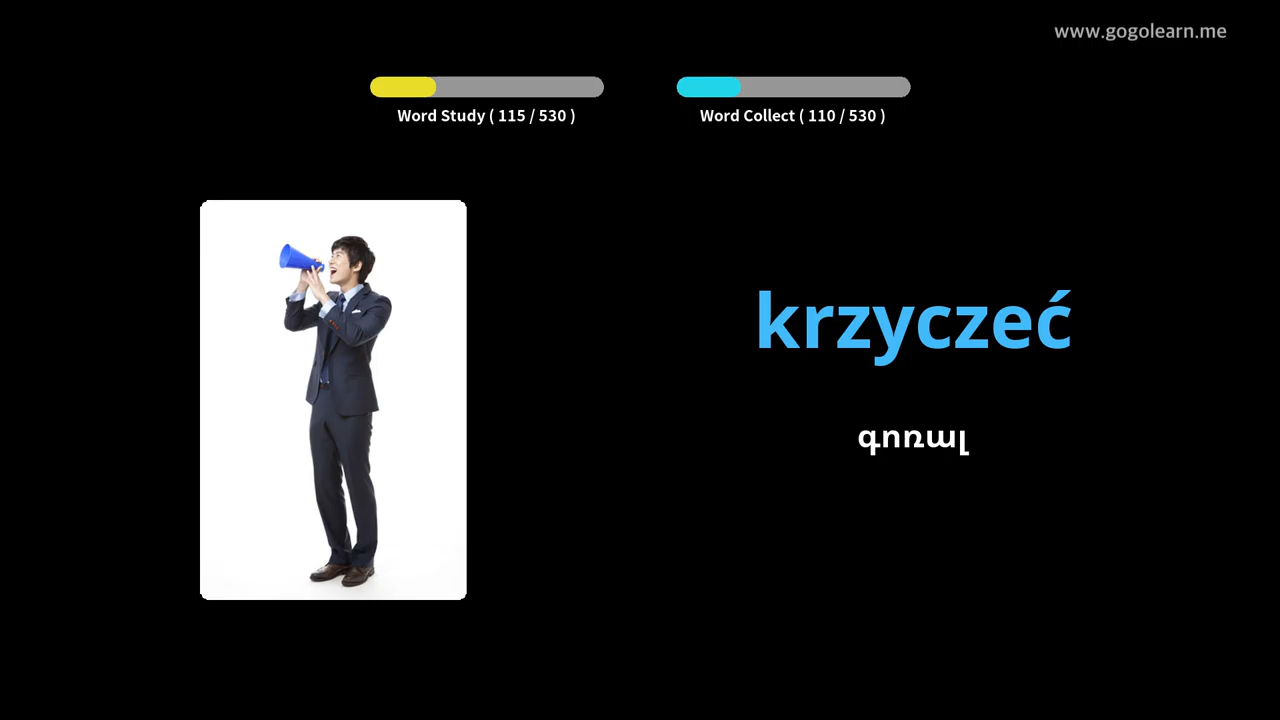 www.gogolearn.me
Word Study ( 115 / 530 )
Word Collect ( 110 / 530 )
krzyczeć
գոռալ